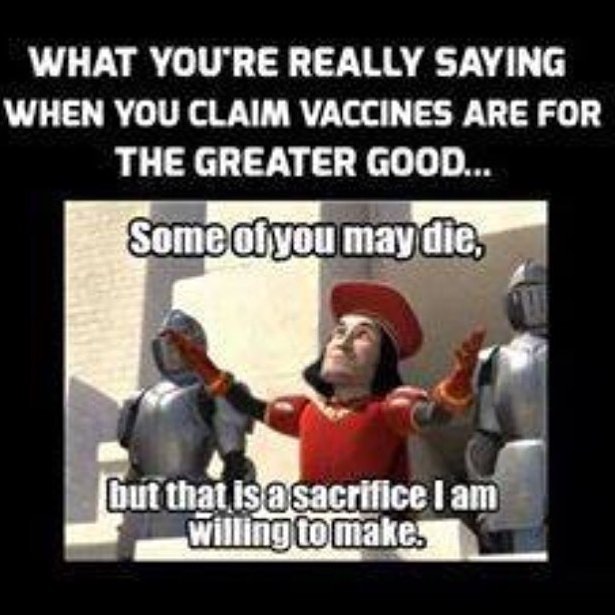 WHAT YOU'RE REALLY SAYING
WHEN YOU CLAIM VACCINES ARE FOR
THE GREATER GOOD...
Some of you may die,
but that is a sacrifice I am
willing to make.